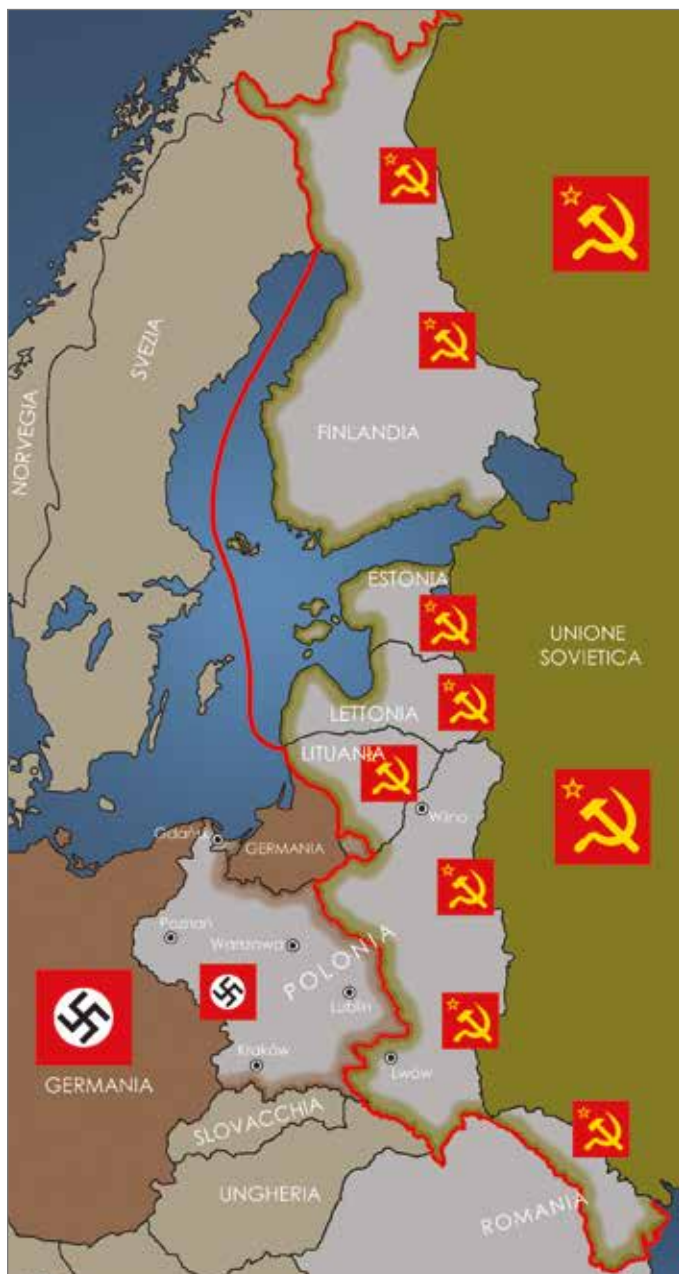 NORVEGIA
SVEZIA
FINLANDIA
ESTONIA
UNIONE
SOVIETICA
LETTONIA
LITUANIA
Wilno
Gdańsk
GERMANIA
Poznań
Warszawa
POLONIA
Lublin
GERMANIA
Kraków
Lwów
SLOVACCHIA
UNGHERIA
ROMANIA